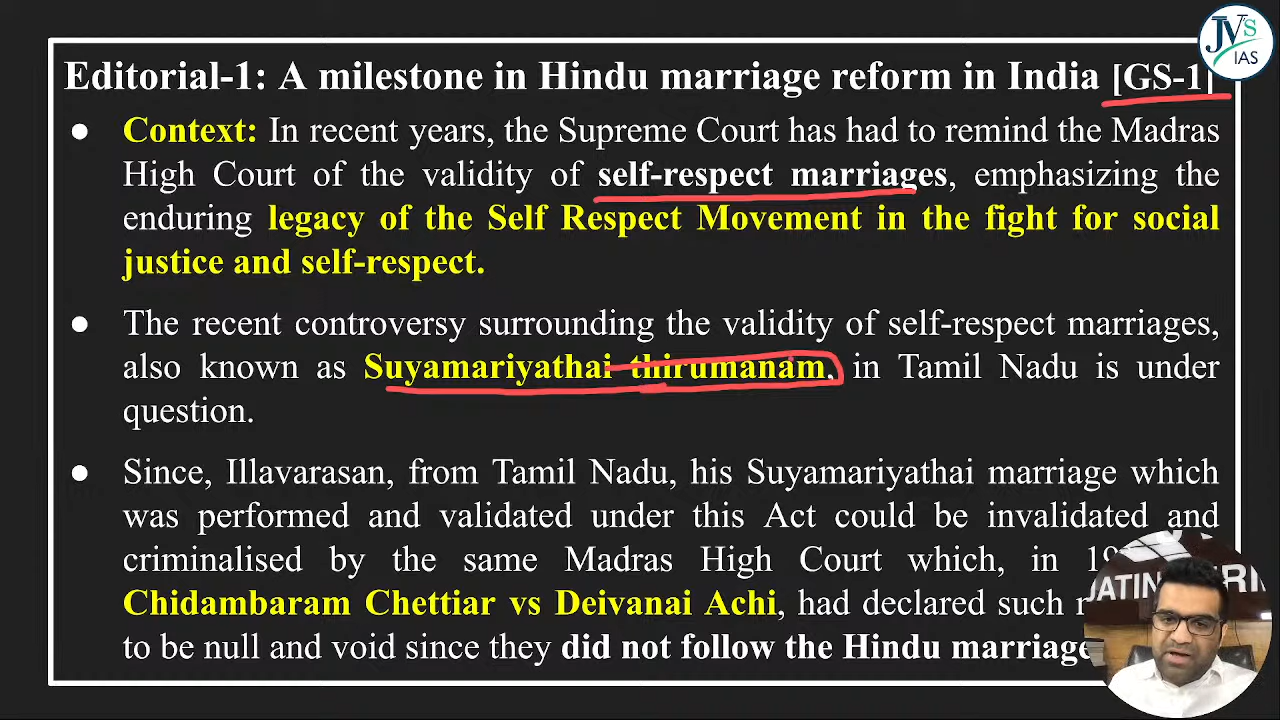 JV'S
IAS
Editorial-1: A milestone in Hindu marriage reform in India [GS-1]
● Context: In recent years, the Supreme Court has had to remind the Madras
High Court of the validity of self-respect marriages, emphasizing the
enduring legacy of the Self Respect Movement in the fight for social
justice and self-respect.
● The recent controversy surrounding the validity of self-respect marriages,
also known as Suyamariyathai thirumanam, in Tamil Nadu is under
question.
● Since, Illavarasan, from Tamil Nadu, his Suyamariyathai marriage which
was performed and validated under this Act could be invalidated and
criminalised by the same Madras High Court which, in
Chidambaram Chettiar vs Deivanai Achi, had declared such
to be null and void since they did not follow the Hindu marriage